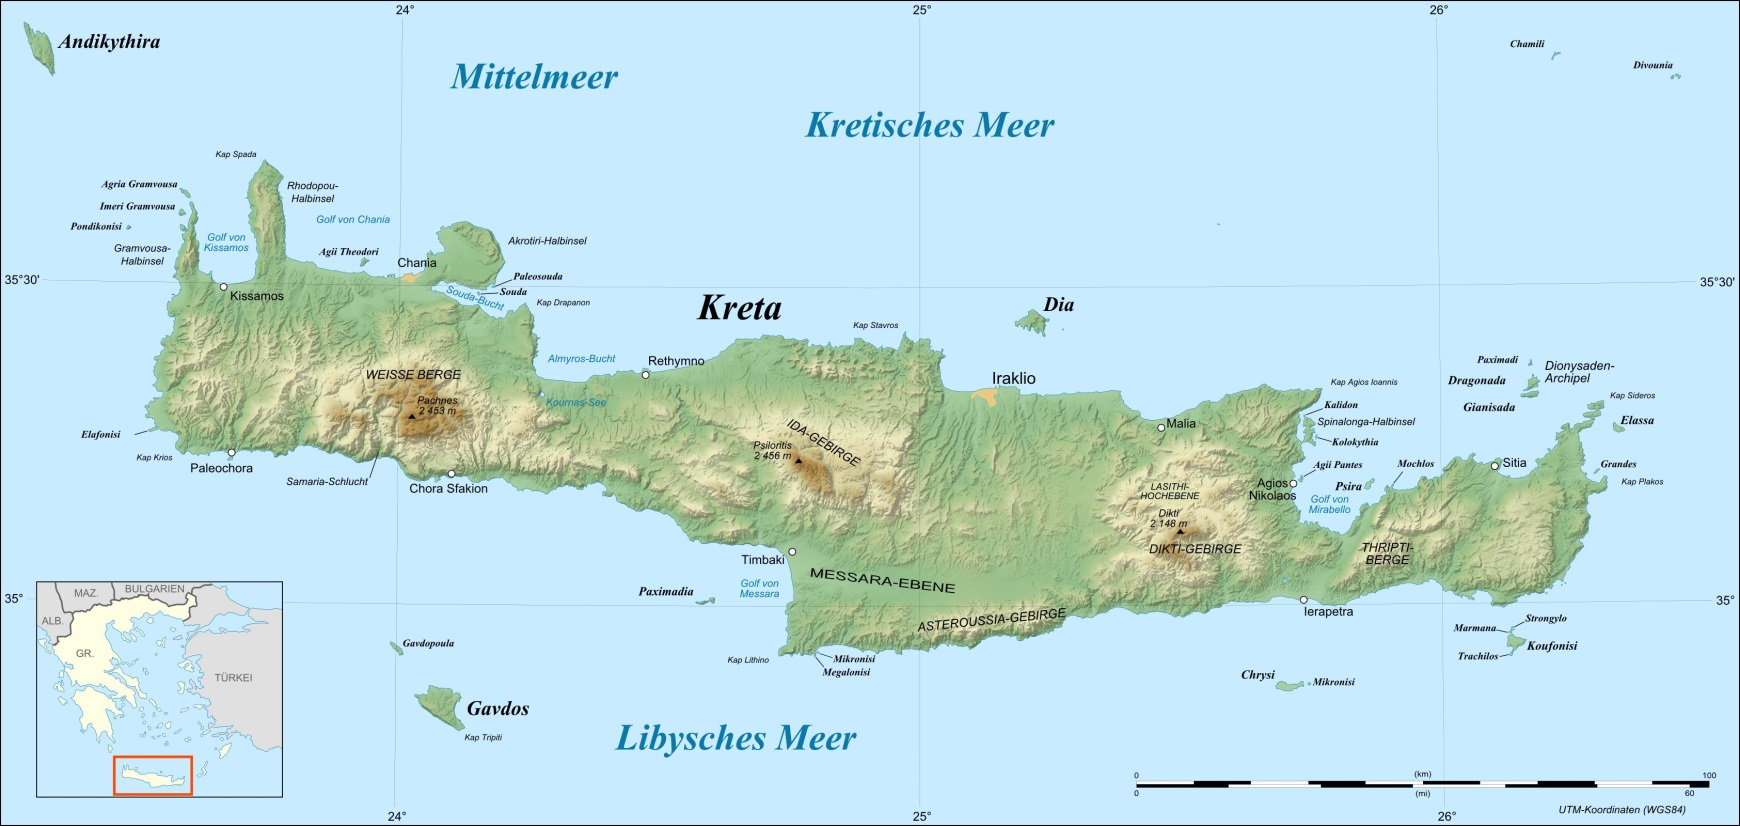 24°
25°
26°
Andikythira
Mittelmeer
Kretisches Meer
Chamili
Divounia
Kap Spada
Agria Gramvousa
Imeri Gramvousa
Pondikonisi
Gramvousa-
Halbinsel
Golf von
Kissamos
Rhodopou-
Halbinsel
Golf von Chania
Agii Theodori
Chania
Akrotiri-Halbinsel
Paleosouda
Souda
Souda-Bucht
Kap Drapanon
35°30'
35°30'
Kissamos
Kreta
Dia
Kap Stavros
Almyros-Bucht
Rethymno
Iraklio
WEISSE BERGE
Pachnes
2 453 m
Kournas-See
Elafonisi
Kap Krios
Paleochora
Samaria-Schlucht
Chora Sfakion
IDA-GEBIRGE
Psiloritis
2 456 m
Malia
Kap Agios Ioannis
Kalidon
Spinalonga-Halbinsel
Kolokythia
Agii Pantes
Agios
Nikolaos
Psira
Mochlos
Golf von
Mirabello
Paximadi
Dragonada
Gianisada
Dionysaden-
Archipel
Kap Sideros
Elassa
Sitia
Grandes
Kap Plakos
LASITHI-
HOCHEBENE
Dikti
2 148 m
DIKTI-GEBIRGE
THRIPTI-
BERGE
Timbaki
Golf von
Messara
MESSARA-EBENE
ASTEROUSSIA-GEBIRGE
Paximadia
35°
35°
Ierapetra
Strongylo
Marmana
Koufonisi
Trachilos
Gavdopoula
Kap Lithino
Mikronisi
Megalonisi
Chrysi
Mikronisi
Gavdos
Kap Tripiti
Libysches Meer
MAZ.
BULGARIEN
ALB.
GR.
TÜRKEI
0
(km)
100
0
(mi)
60
UTM-Koordinaten (WGS84)
24°
25°
26°